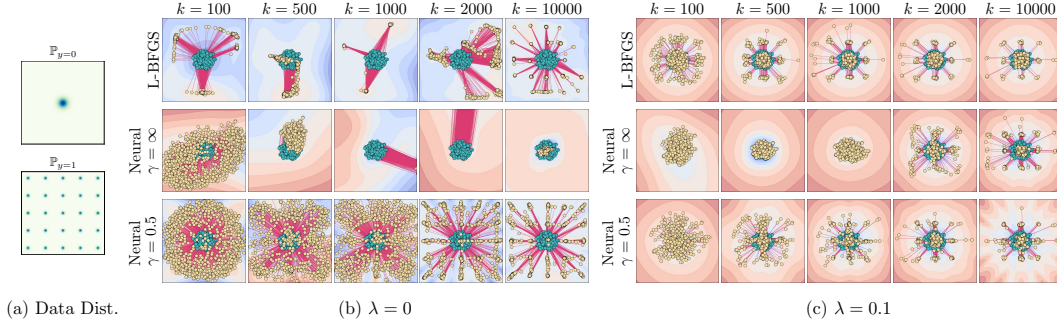 k = 100 k = 500 k = 1000 k = 2000 k = 10000
k = 100 k = 500 k = 1000 k = 2000 k = 10000
ℙ_{y=0}
ℙ_{y=1}
L-BFGS
Neural
γ = ∞
Neural
γ = 0.5
L-BFGS
Neural
γ = ∞
Neural
γ = 0.5
(a) Data Dist.
(b) λ = 0
(c) λ = 0.1